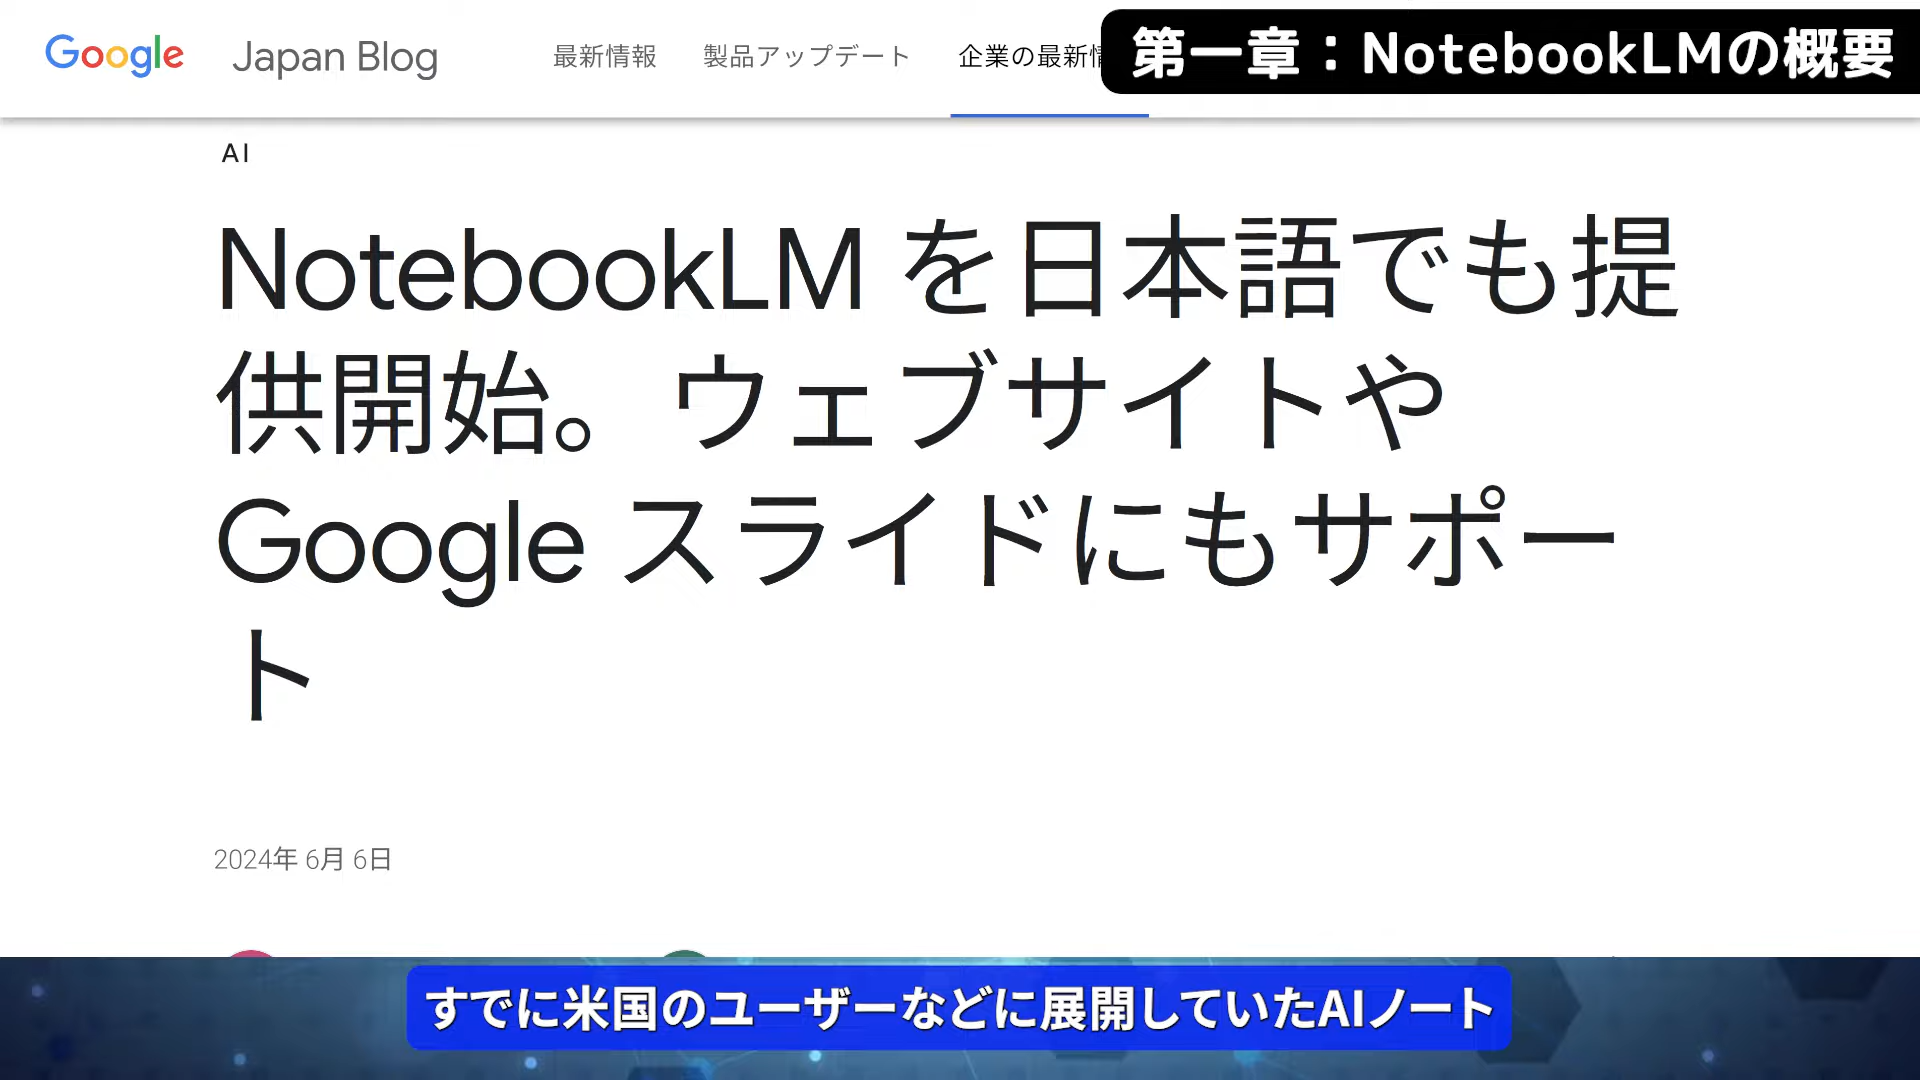 Google Japan Blog 最新情報 製品アップデート 企業の最新情
第一章：NotebookLMの概要
AI
NotebookLM を日本語でも提
供開始。ウェブサイトや
Google スライドにもサポー
ト
2024年 6月 6日
すでに米国のユーザーなどに展開していたAIノート